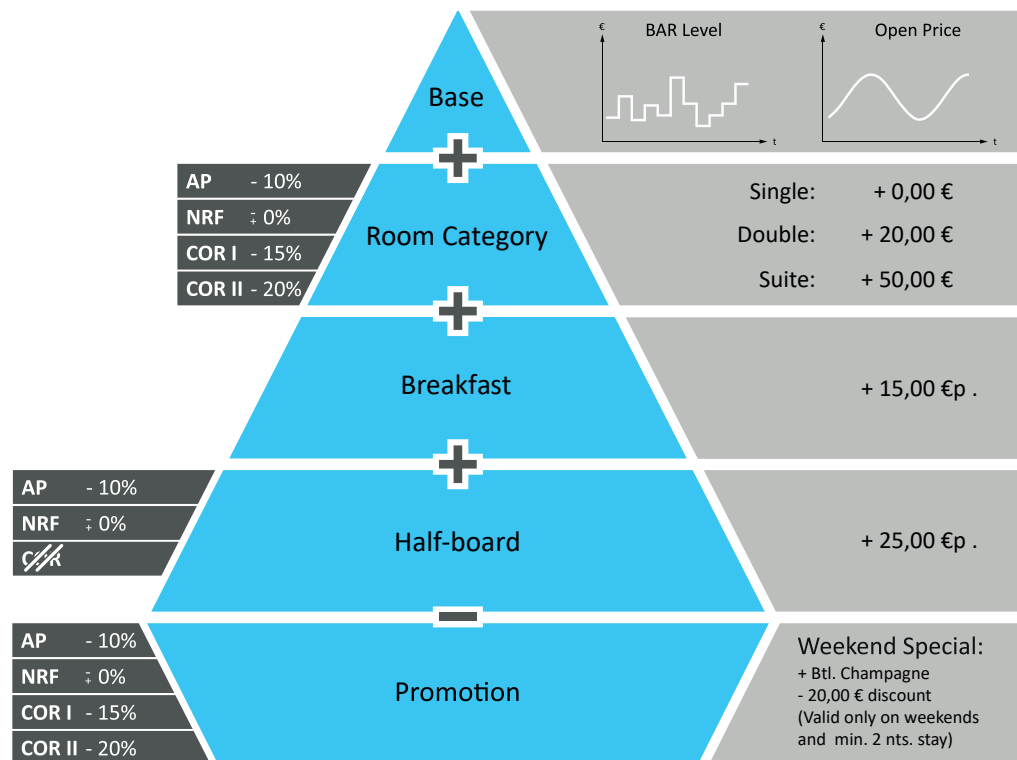 €
BAR Level
t
€
Open Price
t
Base
AP - 10%
NRF -+ 0%
COR I - 15%
COR II - 20%
Room Category
Single: + 0,00 €
Double: + 20,00 €
Suite: + 50,00 €
Breakfast
+ 15,00 €p .
AP - 10%
NRF -+ 0%
COR
Half-board
+ 25,00 €p .
AP - 10%
NRF -+ 0%
COR I - 15%
COR II - 20%
Promotion
Weekend Special:
+ Btl. Champagne
- 20,00 € discount
(Valid only on weekends
and min. 2 nts. stay)